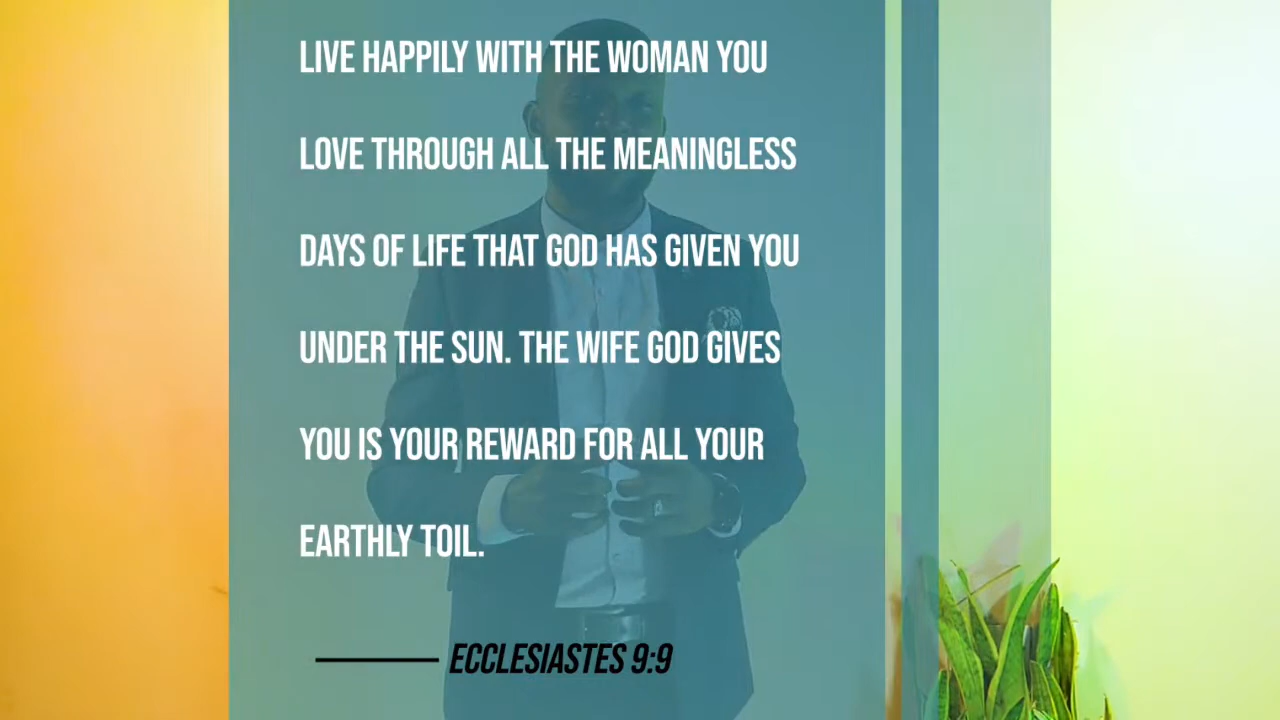 LIVE HAPPILY WITH THE WOMAN YOU
LOVE THROUGH ALL THE MEANINGLESS
DAYS OF LIFE THAT GOD HAS GIVEN YOU
UNDER THE SUN. THE WIFE GOD GIVES
YOU IS YOUR REWARD FOR ALL YOUR
EARTHLY TOIL.
ECCLESIASTES 9:9